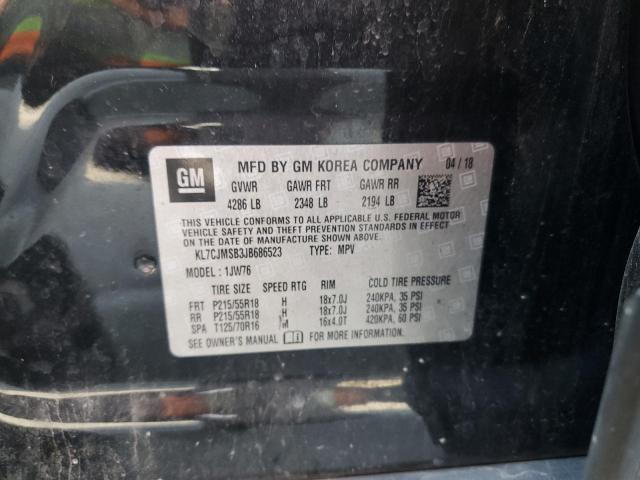 GM MFD BY GM KOREA COMPANY 04 / 18
GVWR GAWR FRT GAWR RR
4286 LB 2348 LB 2194 LB
THIS VEHICLE CONFORMS TO ALL APPLICABLE U.S. FEDERAL MOTOR
VEHICLE SAFETY AND THEFT PREVENTION STANDARDS IN EFFECT
ON THE DATE OF MANUFACTURE SHOWN ABOVE.
KL7CJMSB3JB686523 TYPE: MPV
MODEL : 1JW76
TIRE SIZE SPEED RTG RIM COLD TIRE PRESSURE
FRT P215/55R18 H 18x7.0J 240KPA, 35 PSI
RR P215/55R18 H 18x7.0J 240KPA, 35 PSI
SPA T125/70R16 M 16x4.0T 420KPA, 60 PSI
SEE OWNER'S MANUAL FOR MORE INFORMATION.